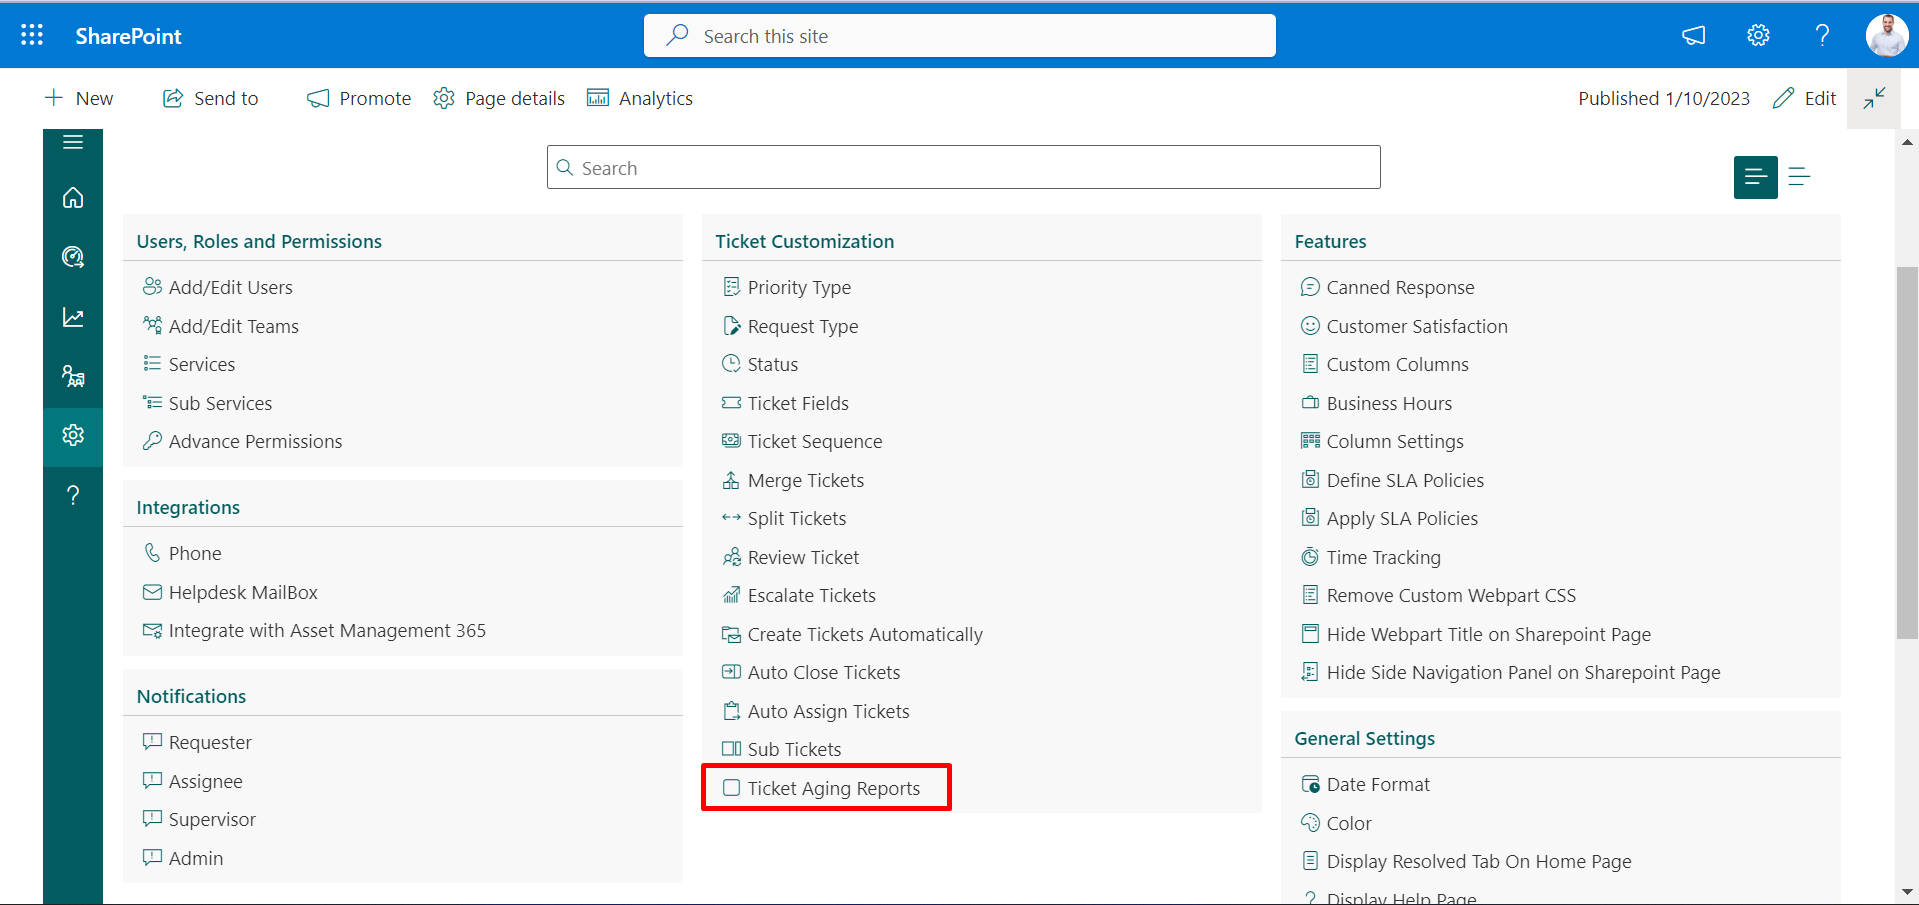 SharePoint
Search this site
New
Send to
Promote
Page details
Analytics
Published 1/10/2023
Edit
Search
Users, Roles and Permissions
Add/Edit Users
Add/Edit Teams
Services
Sub Services
Advance Permissions
Integrations
Phone
Helpdesk MailBox
Integrate with Asset Management 365
Notifications
Requester
Assignee
Supervisor
Admin
Ticket Customization
Priority Type
Request Type
Status
Ticket Fields
Ticket Sequence
Merge Tickets
Split Tickets
Review Ticket
Escalate Tickets
Create Tickets Automatically
Auto Close Tickets
Auto Assign Tickets
Sub Tickets
Ticket Aging Reports
Features
Canned Response
Customer Satisfaction
Custom Columns
Business Hours
Column Settings
Define SLA Policies
Apply SLA Policies
Time Tracking
Remove Custom Webpart CSS
Hide Webpart Title on Sharepoint Page
Hide Side Navigation Panel on Sharepoint Page
General Settings
Date Format
Color
Display Resolved Tab On Home Page
Display Help Page